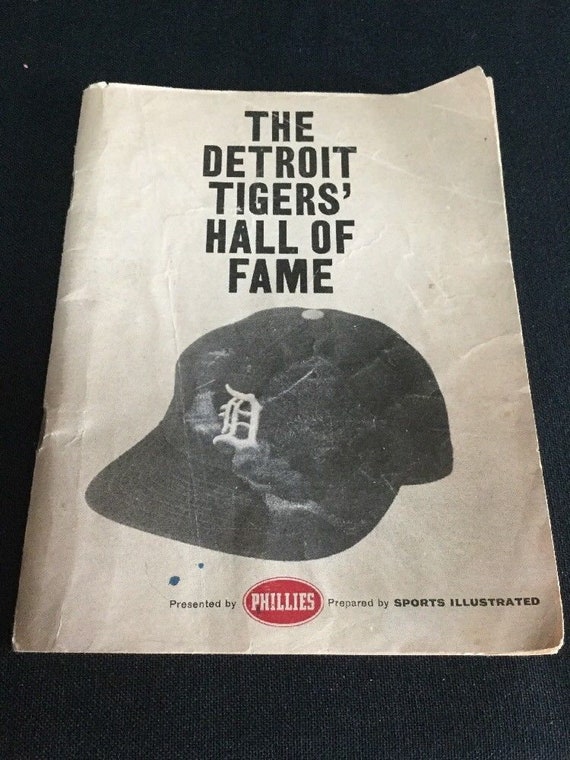 THE
DETROIT
TIGERS'
HALL OF
FAME
D
Presented by PHILLIES Prepared by SPORTS ILLUSTRATED